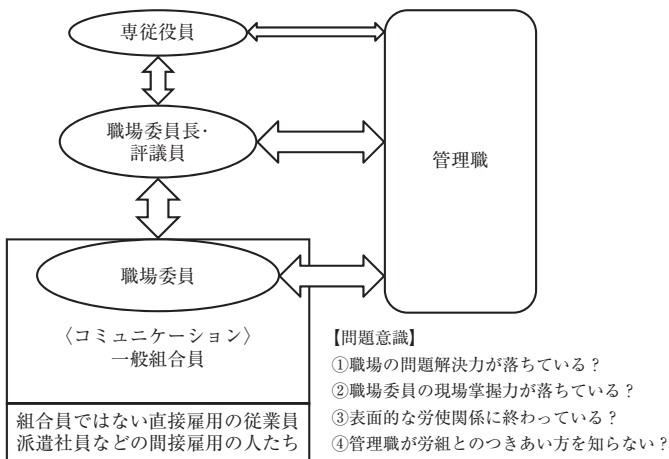 専従役員
職場委員長・
評議員
管理職
職場委員
〈コミュニケーション〉
一般組合員
組合員ではない直接雇用の従業員
派遣社員などの間接雇用の人たち
【問題意識】
①職場の問題解決力が落ちている？
②職場委員の現場掌握力が落ちている？
③表面的な労使関係に終わっている？
④管理職が労組とのつきあい方を知らない？